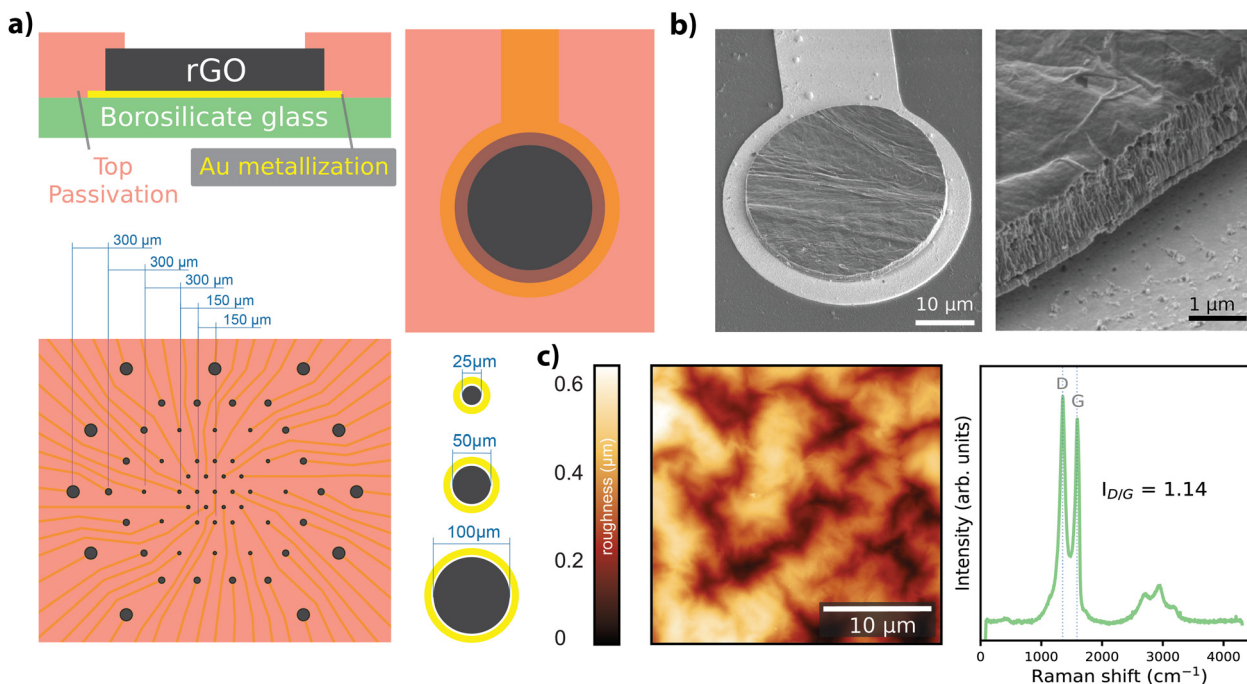 a)
rGO
Borosilicate glass
Top
Passivation
Au metallization
300 µm
300 µm
300 µm
150 µm
150 µm
25µm
50µm
100µm
b)
10 µm
1 µm
c)
0.6
0.4
0.2
0
roughness (µm)
10 µm
D
G
I_{D/G} = 1.14
Intensity (arb. units)
0 1000 2000 3000 4000
Raman shift (cm⁻¹)